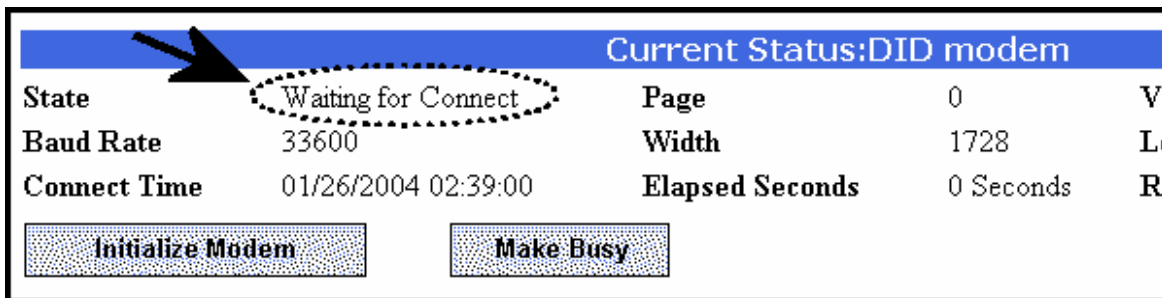 Current Status:DID modem
State Waiting for Connect Page 0 V
Baud Rate 33600 Width 1728
Connect Time 01/26/2004 02:39:00 Elapsed Seconds 0 Seconds R
Initialize Modem Make Busy